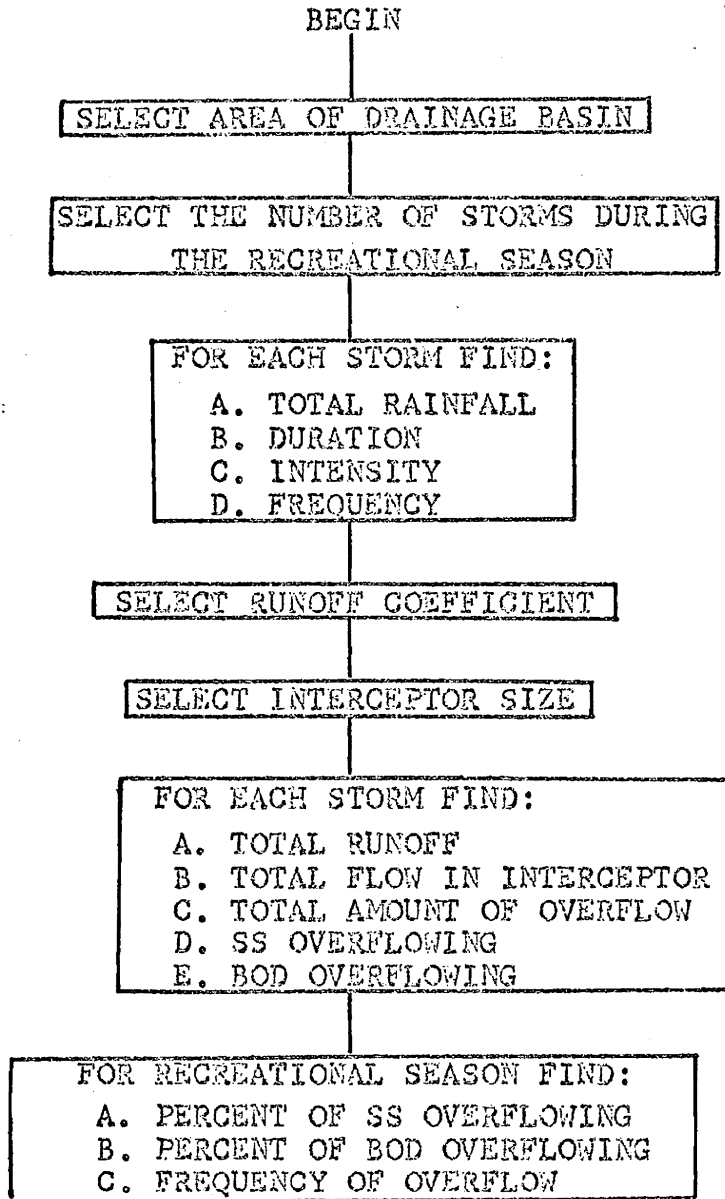 BEGIN
SELECT AREA OF DRAINAGE BASIN
SELECT THE NUMBER OF STORMS DURING
THE RECREATIONAL SEASON
FOR EACH STORM FIND:
A. TOTAL RAINFALL
B. DURATION
C. INTENSITY
D. FREQUENCY
SELECT RUNOFF COEFFICIENT
SELECT INTERCEPTOR SIZE
FOR EACH STORM FIND:
A. TOTAL RUNOFF
B. TOTAL FLOW IN INTERCEPTOR
C. TOTAL AMOUNT OF OVERFLOW
D. SS OVERFLOWING
E. BOD OVERFLOWING
FOR RECREATIONAL SEASON FIND:
A. PERCENT OF SS OVERFLOWING
B. PERCENT OF BOD OVERFLOWING
C. FREQUENCY OF OVERFLOW